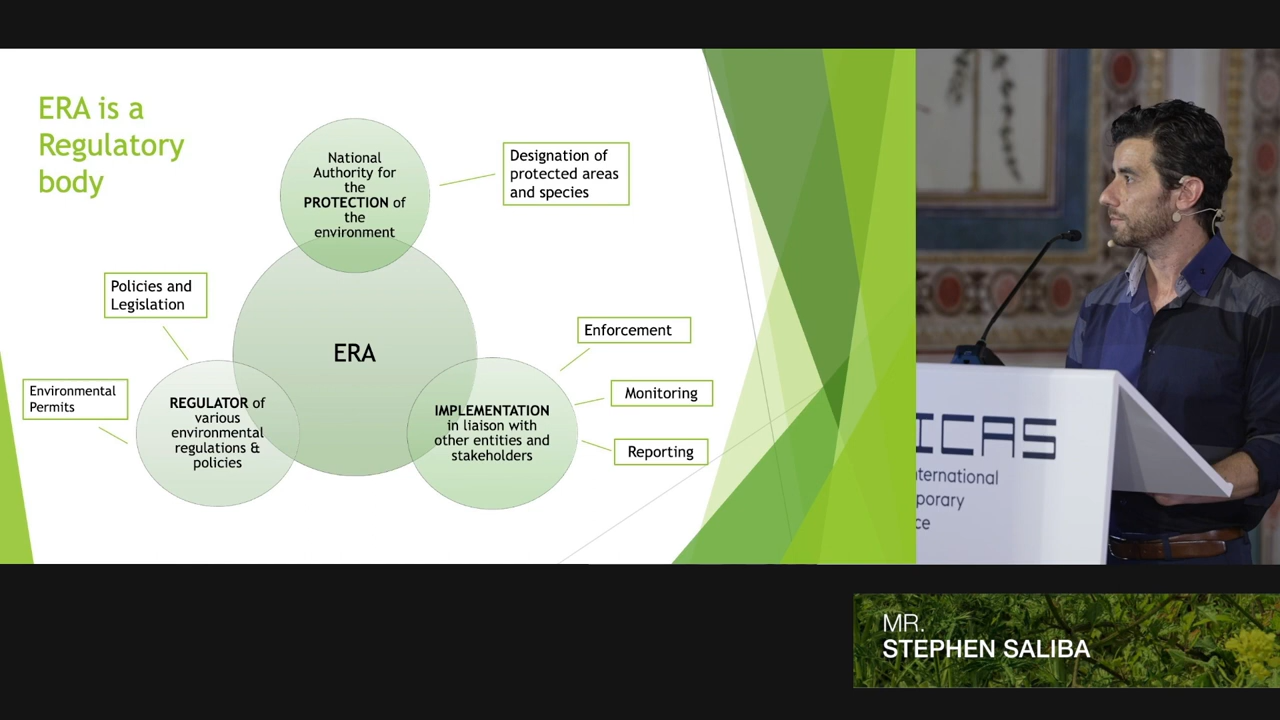 ERA is a
Regulatory
body
National
Authority for
the
PROTECTION of
the
environment
Designation of
protected areas
and species
Policies and
Legislation
Environmental
Permits
ERA
REGULATOR of
various
environmental
regulations &
policies
IMPLEMENTATION
in liaison with
other entities and
stakeholders
Enforcement
Monitoring
Reporting
ICAS
ternational
porary
ce
MR.
STEPHEN SALIBA